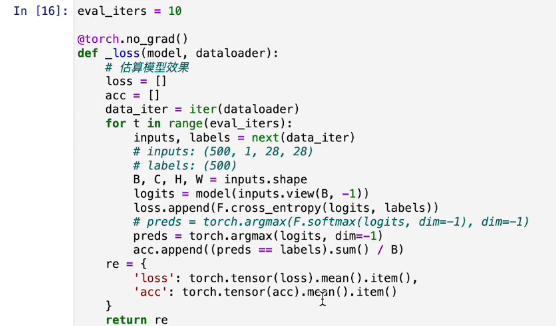 In [16]: eval_iters = 10
@torch.no_grad()
def _loss(model, dataloader):
# 估算模型效果
loss = []
acc = []
data_iter = iter(dataloader)
for t in range(eval_iters):
inputs, labels = next(data_iter)
# inputs: (500, 1, 28, 28)
# labels: (500)
B, C, H, W = inputs.shape
logits = model(inputs.view(B, -1))
loss.append(F.cross_entropy(logits, labels))
# preds = torch.argmax(F.softmax(logits, dim=-1), dim=-1)
preds = torch.argmax(logits, dim=-1)
acc.append((preds == labels).sum() / B)
re = {
'loss': torch.tensor(loss).mean().item(),
'acc': torch.tensor(acc).mean().item()
}
return re